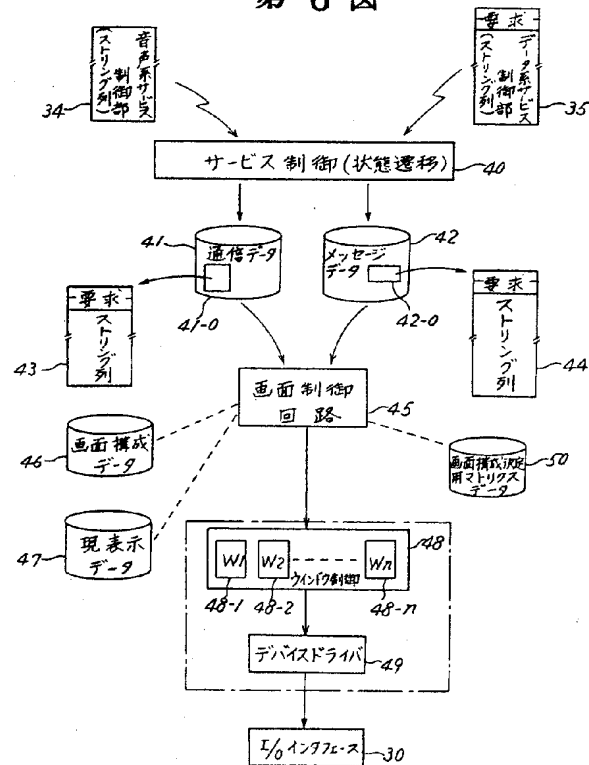 第6図
音声系サービス
制御部
(ストリング列)
34
要求
データ系サービス
制御部
(ストリング列)
35
サービス制御(状態遷移)
40
41
通信データ
41-0
42
メッセージ
データ
42-0
要求
ストリング列
43
要求
ストリング列
44
画面制御
回路
45
画面構成
データ
46
画面構成決定
用マトリクス
データ
50
現表示
データ
47
48
W1
W2
Wn
ウインドウ制御
48-1
48-2
48-n
デバイスドライバ
49
I/Oインタフェース
30